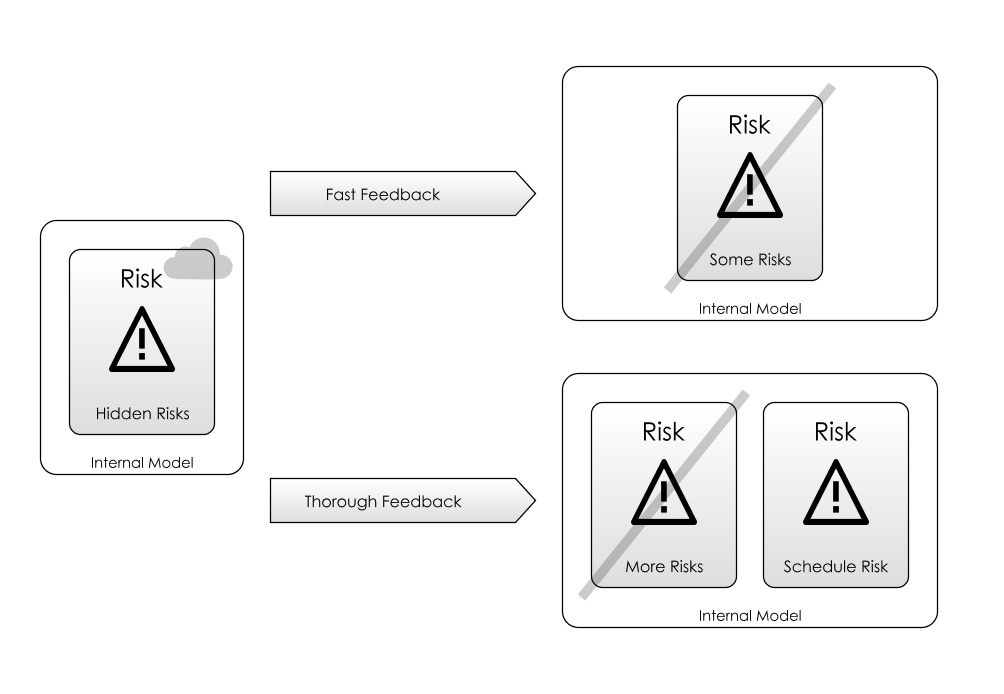 Risk
Hidden Risks
Internal Model
Fast Feedback
Thorough Feedback
Risk
Some Risks
Internal Model
Risk
More Risks
Risk
Schedule Risk
Internal Model